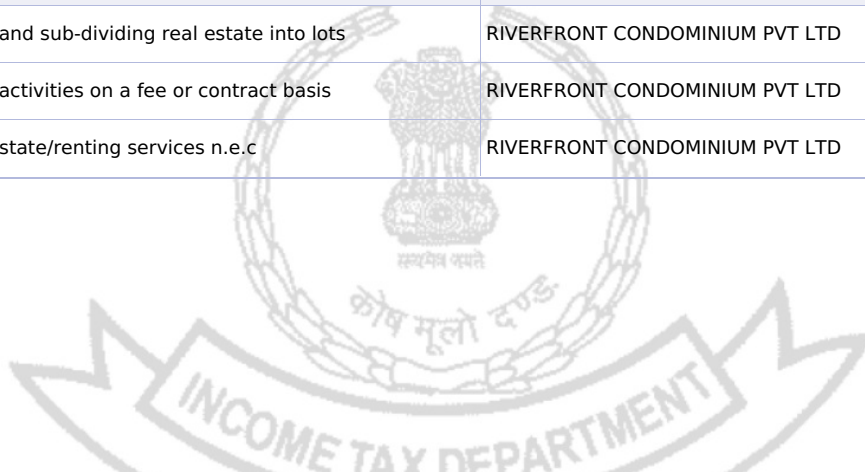 and sub-dividing real estate into lots RIVERFRONT CONDOMINIUM PVT LTD
activities on a fee or contract basis RIVERFRONT CONDOMINIUM PVT LTD
state/renting services n.e.c RIVERFRONT CONDOMINIUM PVT LTD
सत्यमेव जयते
कोष मूलो दण्ड:
INCOME TAX DEPARTMENT